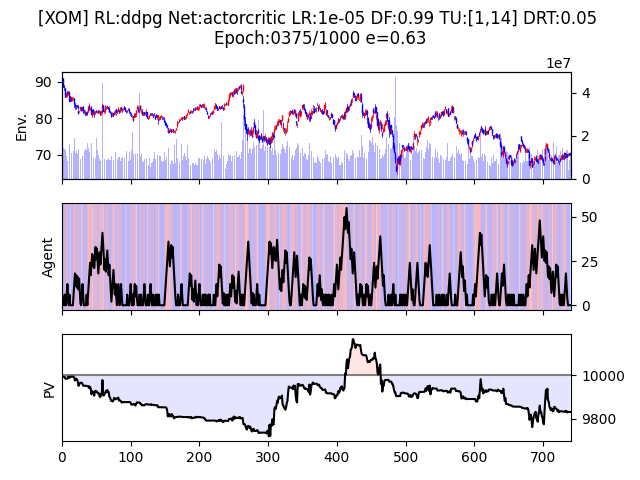 [XOM] RL:ddpg Net:actorcritic LR:1e-05 DF:0.99 TU:[1,14] DRT:0.05
Epoch:0375/1000 e=0.63
1e7
90
80
70
Env.
4
2
0
Agent
50
25
0
PV
10000
9800
0 100 200 300 400 500 600 700